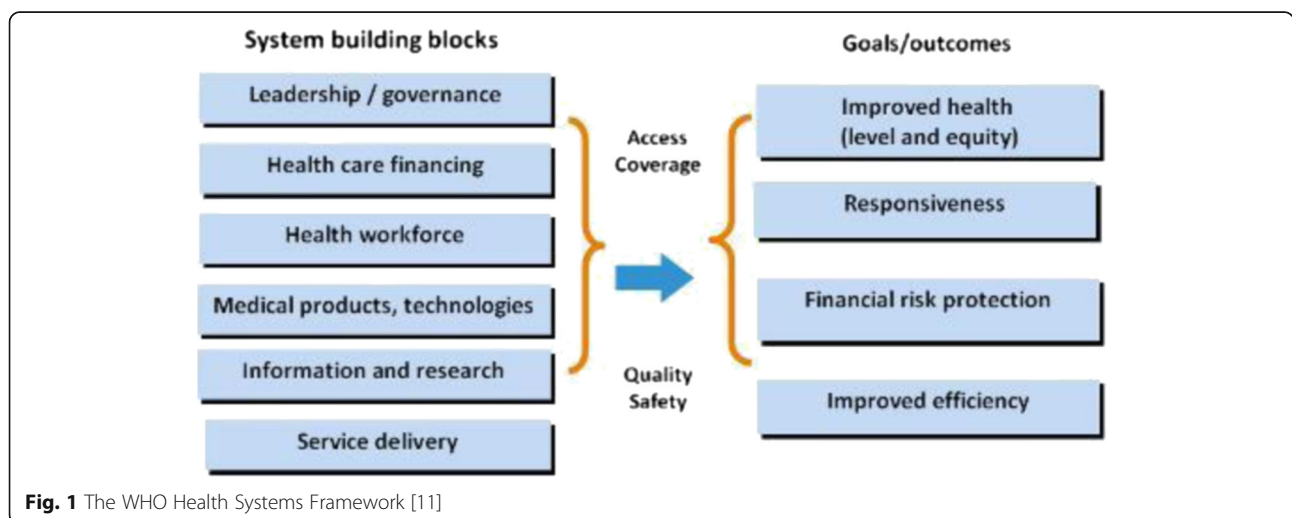 System building blocks
Leadership / governance
Health care financing
Health workforce
Medical products, technologies
Information and research
Service delivery
Access
Coverage
Quality
Safety
Goals/outcomes
Improved health
(level and equity)
Responsiveness
Financial risk protection
Improved efficiency
Fig. 1 The WHO Health Systems Framework [11]